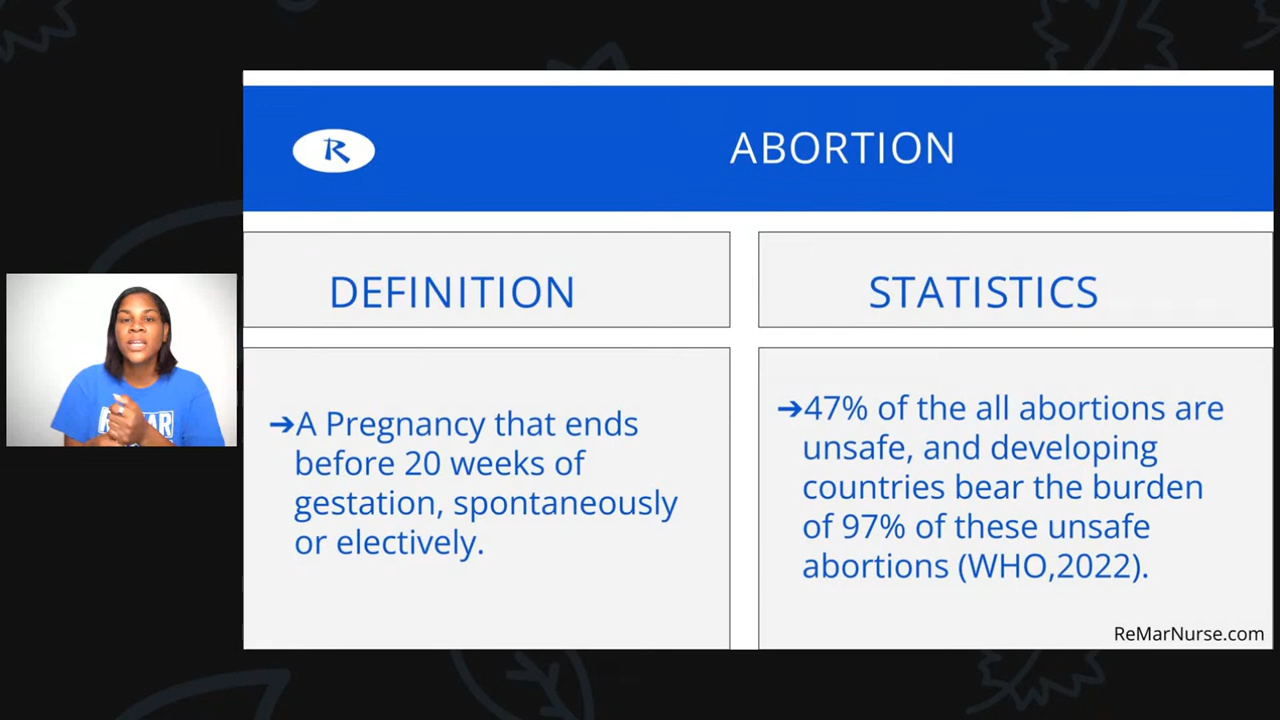 R
ABORTION
DEFINITION
STATISTICS
➔A Pregnancy that ends
before 20 weeks of
gestation, spontaneously
or electively.
➔47% of the all abortions are
unsafe, and developing
countries bear the burden
of 97% of these unsafe
abortions (WHO,2022).
ReMarNurse.com